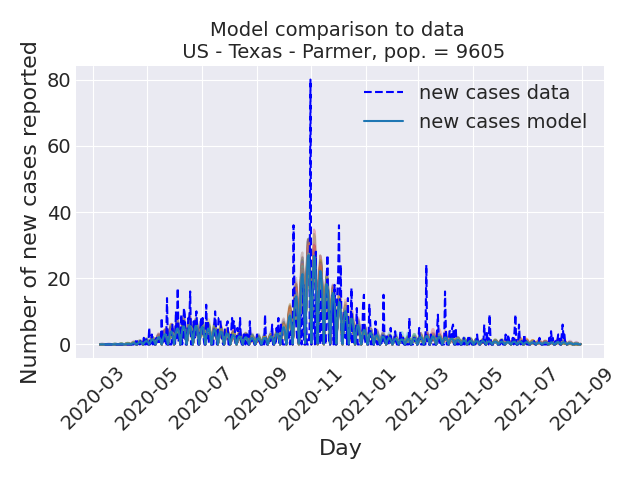 Model comparison to data
US - Texas - Parmer, pop. = 9605
Number of new cases reported
80
60
40
20
0
new cases data
new cases model
2020-03
2020-05
2020-07
2020-09
2020-11
2021-01
2021-03
2021-05
2021-07
2021-09
Day